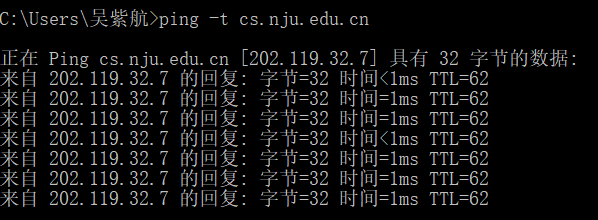 C:\Users\吴紫航>ping -t cs.nju.edu.cn
正在 Ping cs.nju.edu.cn [202.119.32.7] 具有 32 字节的数据:
来自 202.119.32.7 的回复: 字节=32 时间<1ms TTL=62
来自 202.119.32.7 的回复: 字节=32 时间=1ms TTL=62
来自 202.119.32.7 的回复: 字节=32 时间=1ms TTL=62
来自 202.119.32.7 的回复: 字节=32 时间<1ms TTL=62
来自 202.119.32.7 的回复: 字节=32 时间=1ms TTL=62
来自 202.119.32.7 的回复: 字节=32 时间=1ms TTL=62
来自 202.119.32.7 的回复: 字节=32 时间=1ms TTL=62